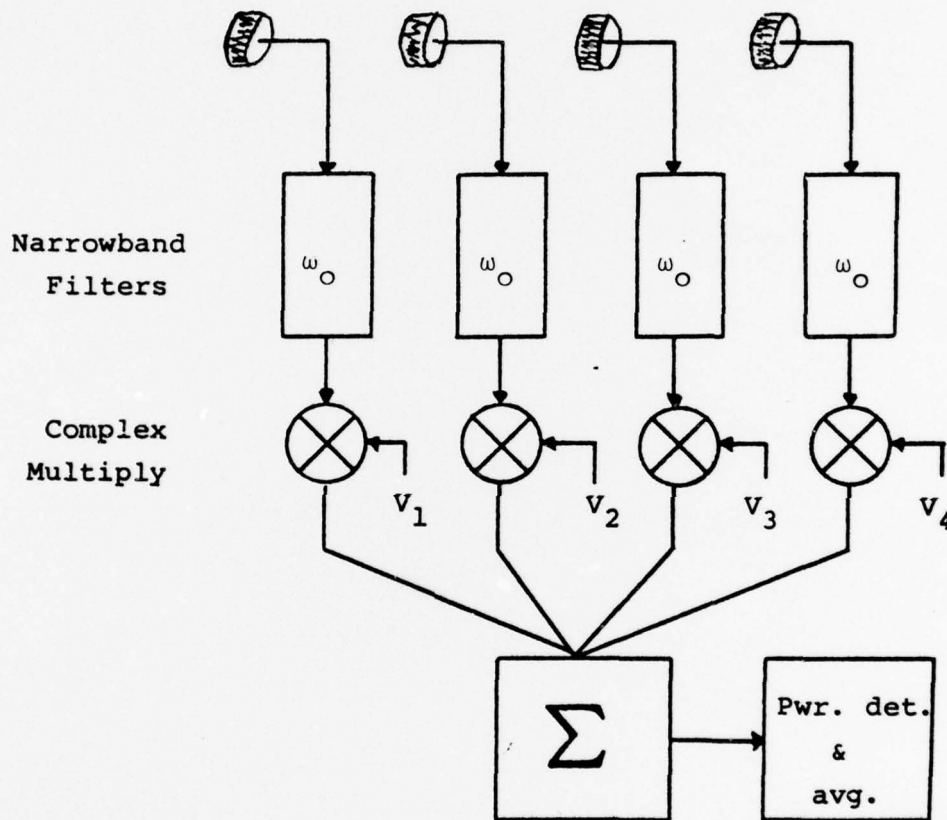 Narrowband
Filters
ω₀ ω₀ ω₀ ω₀
Complex
Multiply
V₁ V₂ V₃ V₄
Σ
Pwr. det.
&
avg.